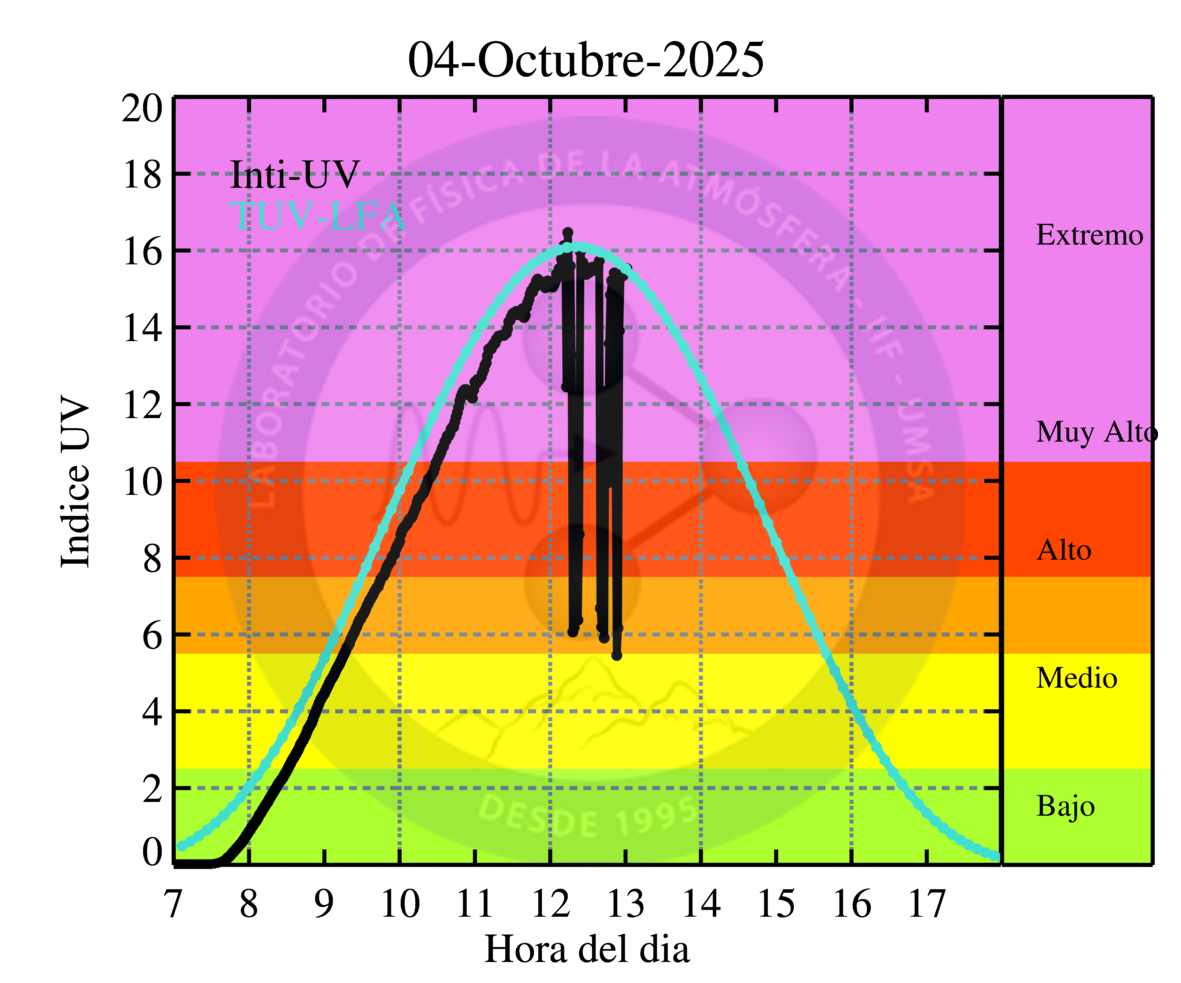 04-Octubre-2025
20
18
16
14
12
10
8
6
4
2
0
Indice UV
Inti-UV
TUV-LFA
LABORATORIO DE FÍSICA DE LA ATMÓSFERA - IIF - UMSA
DESDE 1995
Extremo
Muy Alto
Alto
Medio
Bajo
7 8 9 10 11 12 13 14 15 16 17
Hora del dia